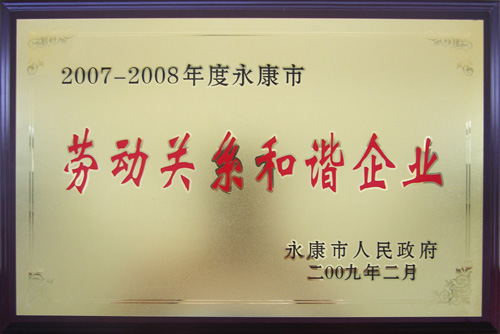 2007-2008年度永康市
劳动关系和谐企业
永康市人民政府
二00九年二月